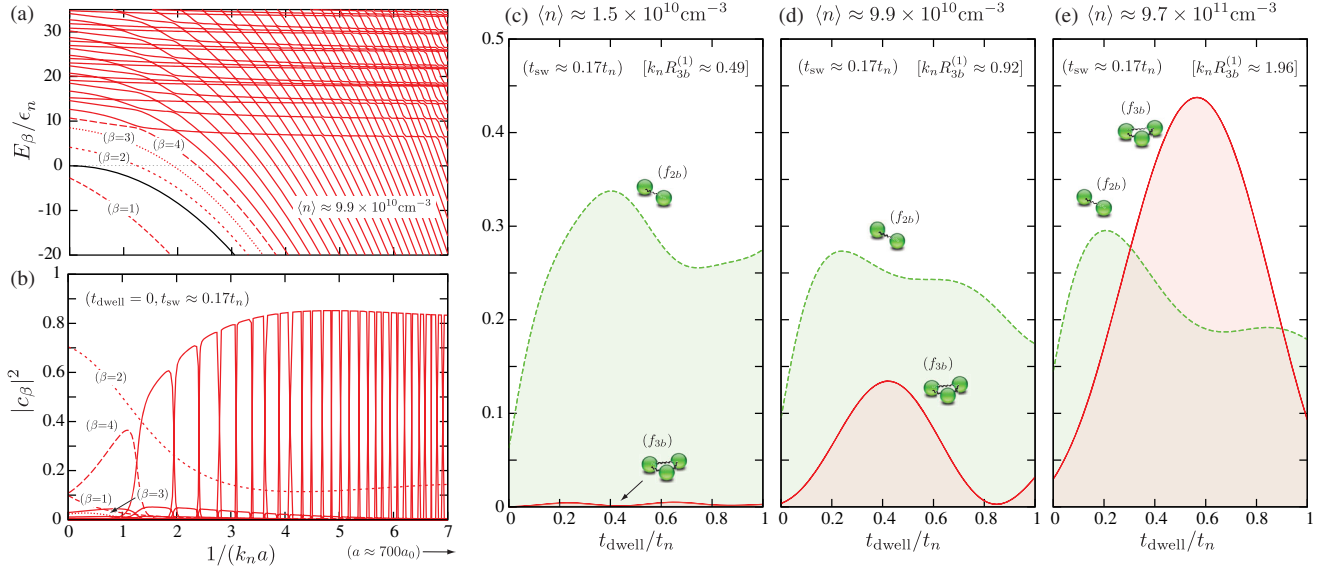 (a)
30
20
10
0
-10
-20
E_β/ϵ_n
(β=3)
(β=4)
(β=2)
(β=1)
⟨n⟩ ≈ 9.9 × 10^10 cm^−3
(b)
1
0.8
0.6
0.4
0.2
0
|c_β|^2
(t_dwell = 0, t_sw ≈ 0.17t_n)
(β=2)
(β=4)
(β=1)
(β=3)
0 1 2 3 4 5 6 7
1/(k_n a)
(a ≈ 700a_0)
(c) ⟨n⟩ ≈ 1.5 × 10^10 cm^−3
0.5
0.4
0.3
0.2
0.1
0
(t_sw ≈ 0.17t_n) [k_n R_3b^(1) ≈ 0.49]
(f_2b)
(f_3b)
0 0.2 0.4 0.6 0.8 1
t_dwell/t_n
(d) ⟨n⟩ ≈ 9.9 × 10^10 cm^−3
(t_sw ≈ 0.17t_n) [k_n R_3b^(1) ≈ 0.92]
(f_2b)
(f_3b)
0 0.2 0.4 0.6 0.8 1
t_dwell/t_n
(e) ⟨n⟩ ≈ 9.7 × 10^11 cm^−3
(t_sw ≈ 0.17t_n) [k_n R_3b^(1) ≈ 1.96]
(f_3b)
(f_2b)
0 0.2 0.4 0.6 0.8 1
t_dwell/t_n